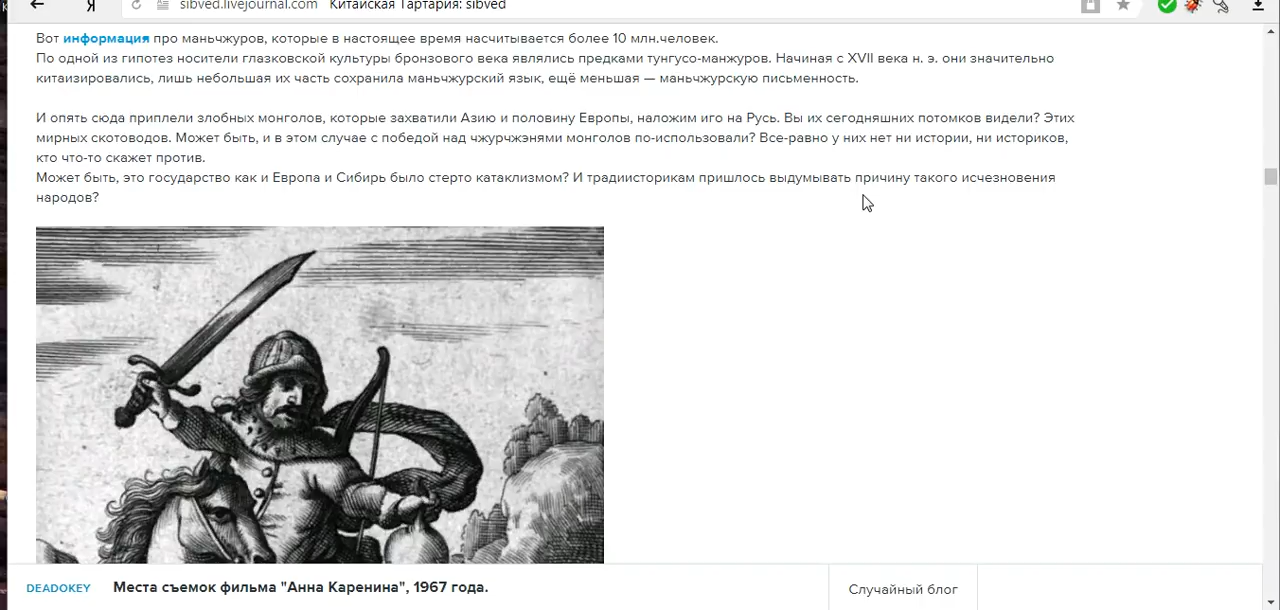 sibved.livejournal.com Китайская Тартария: sibved
Вот информация про маньчжуров, которые в настоящее время насчитывается более 10 млн.человек.
По одной из гипотез носители глазковской культуры бронзового века являлись предками тунгусо-манжуров. Начиная с XVII века н. э. они значительно
китаизировались, лишь небольшая их часть сохранила маньчжурский язык, ещё меньшая — маньчжурскую письменность.
И опять сюда приплели злобных монголов, которые захватили Азию и половину Европы, наложим иго на Русь. Вы их сегодняшних потомков видели? Этих
мирных скотоводов. Может быть, и в этом случае с победой над чжурчжэнями монголов по-использовали? Все-равно у них нет ни истории, ни историков,
кто что-то скажет против.
Может быть, это государство как и Европа и Сибирь было стерто катаклизмом? И традиисторикам пришлось выдумывать причину такого исчезновения
народов?
DEADOKEY Места съемок фильма "Анна Каренина", 1967 года. Случайный блог